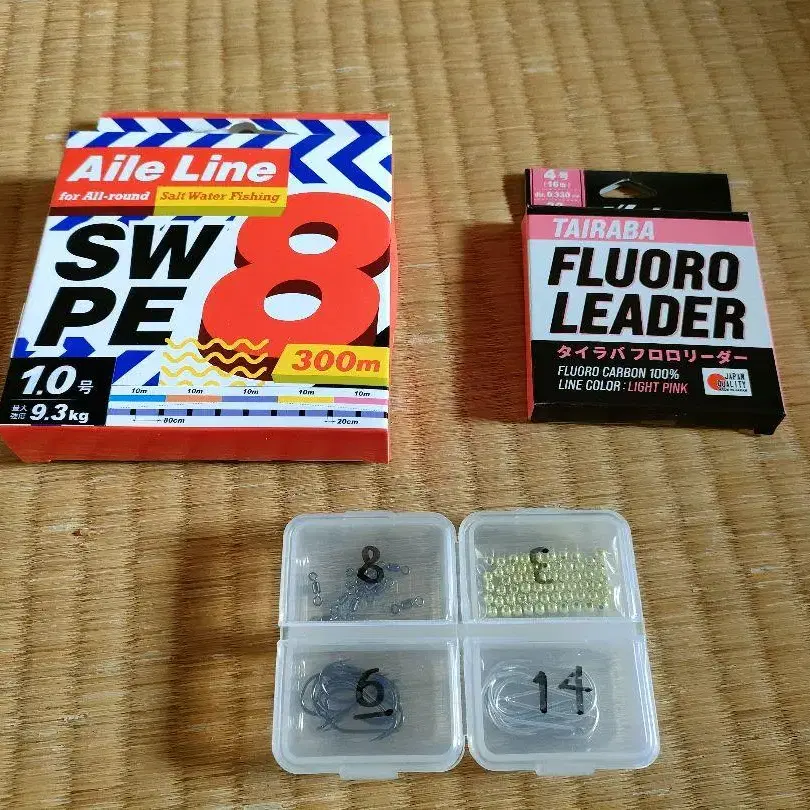 Aile Line
for All-round Salt Water Fishing
SW
PE
8
300m
1.0号
最大強力 9.3kg
10m 10m 10m 10m 10m
80cm 20cm
4号
(16lb)
TAIRABA
FLUORO
LEADER
タイラバ フロロリーダー
FLUORO CARBON 100%
LINE COLOR : LIGHT PINK
JAPAN
QUALITY
8
3
6
14